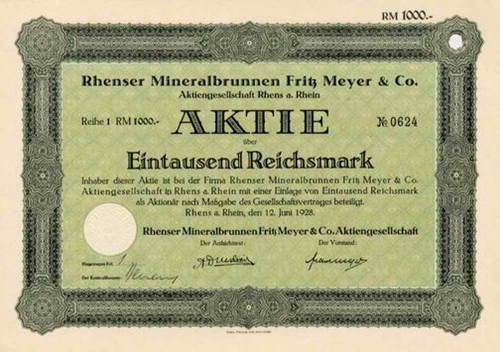 RM 1000.-
Rhenser Mineralbrunnen Fritz Meyer & Co.
Aktiengesellschaft Rhens a. Rhein
Reihe 1 RM 1000.- AKTIE № 0624
über
Eintausend Reichsmark
Inhaber dieser Aktie ist bei der Firma Rhenser Mineralbrunnen Fritz Meyer & Co.
Aktiengesellschaft in Rhens a. Rhein mit einer Einlage von Eintausend Reichsmark
als Aktionär nach Maßgabe des Gesellschaftsvertrages beteiligt.
Rhens a. Rhein, den 12. Juni 1928.
Rhenser Mineralbrunnen Fritz Meyer & Co. Aktiengesellschaft
Der Aufsichtsrat: Der Vorstand:
Der Kontrollbeamte: